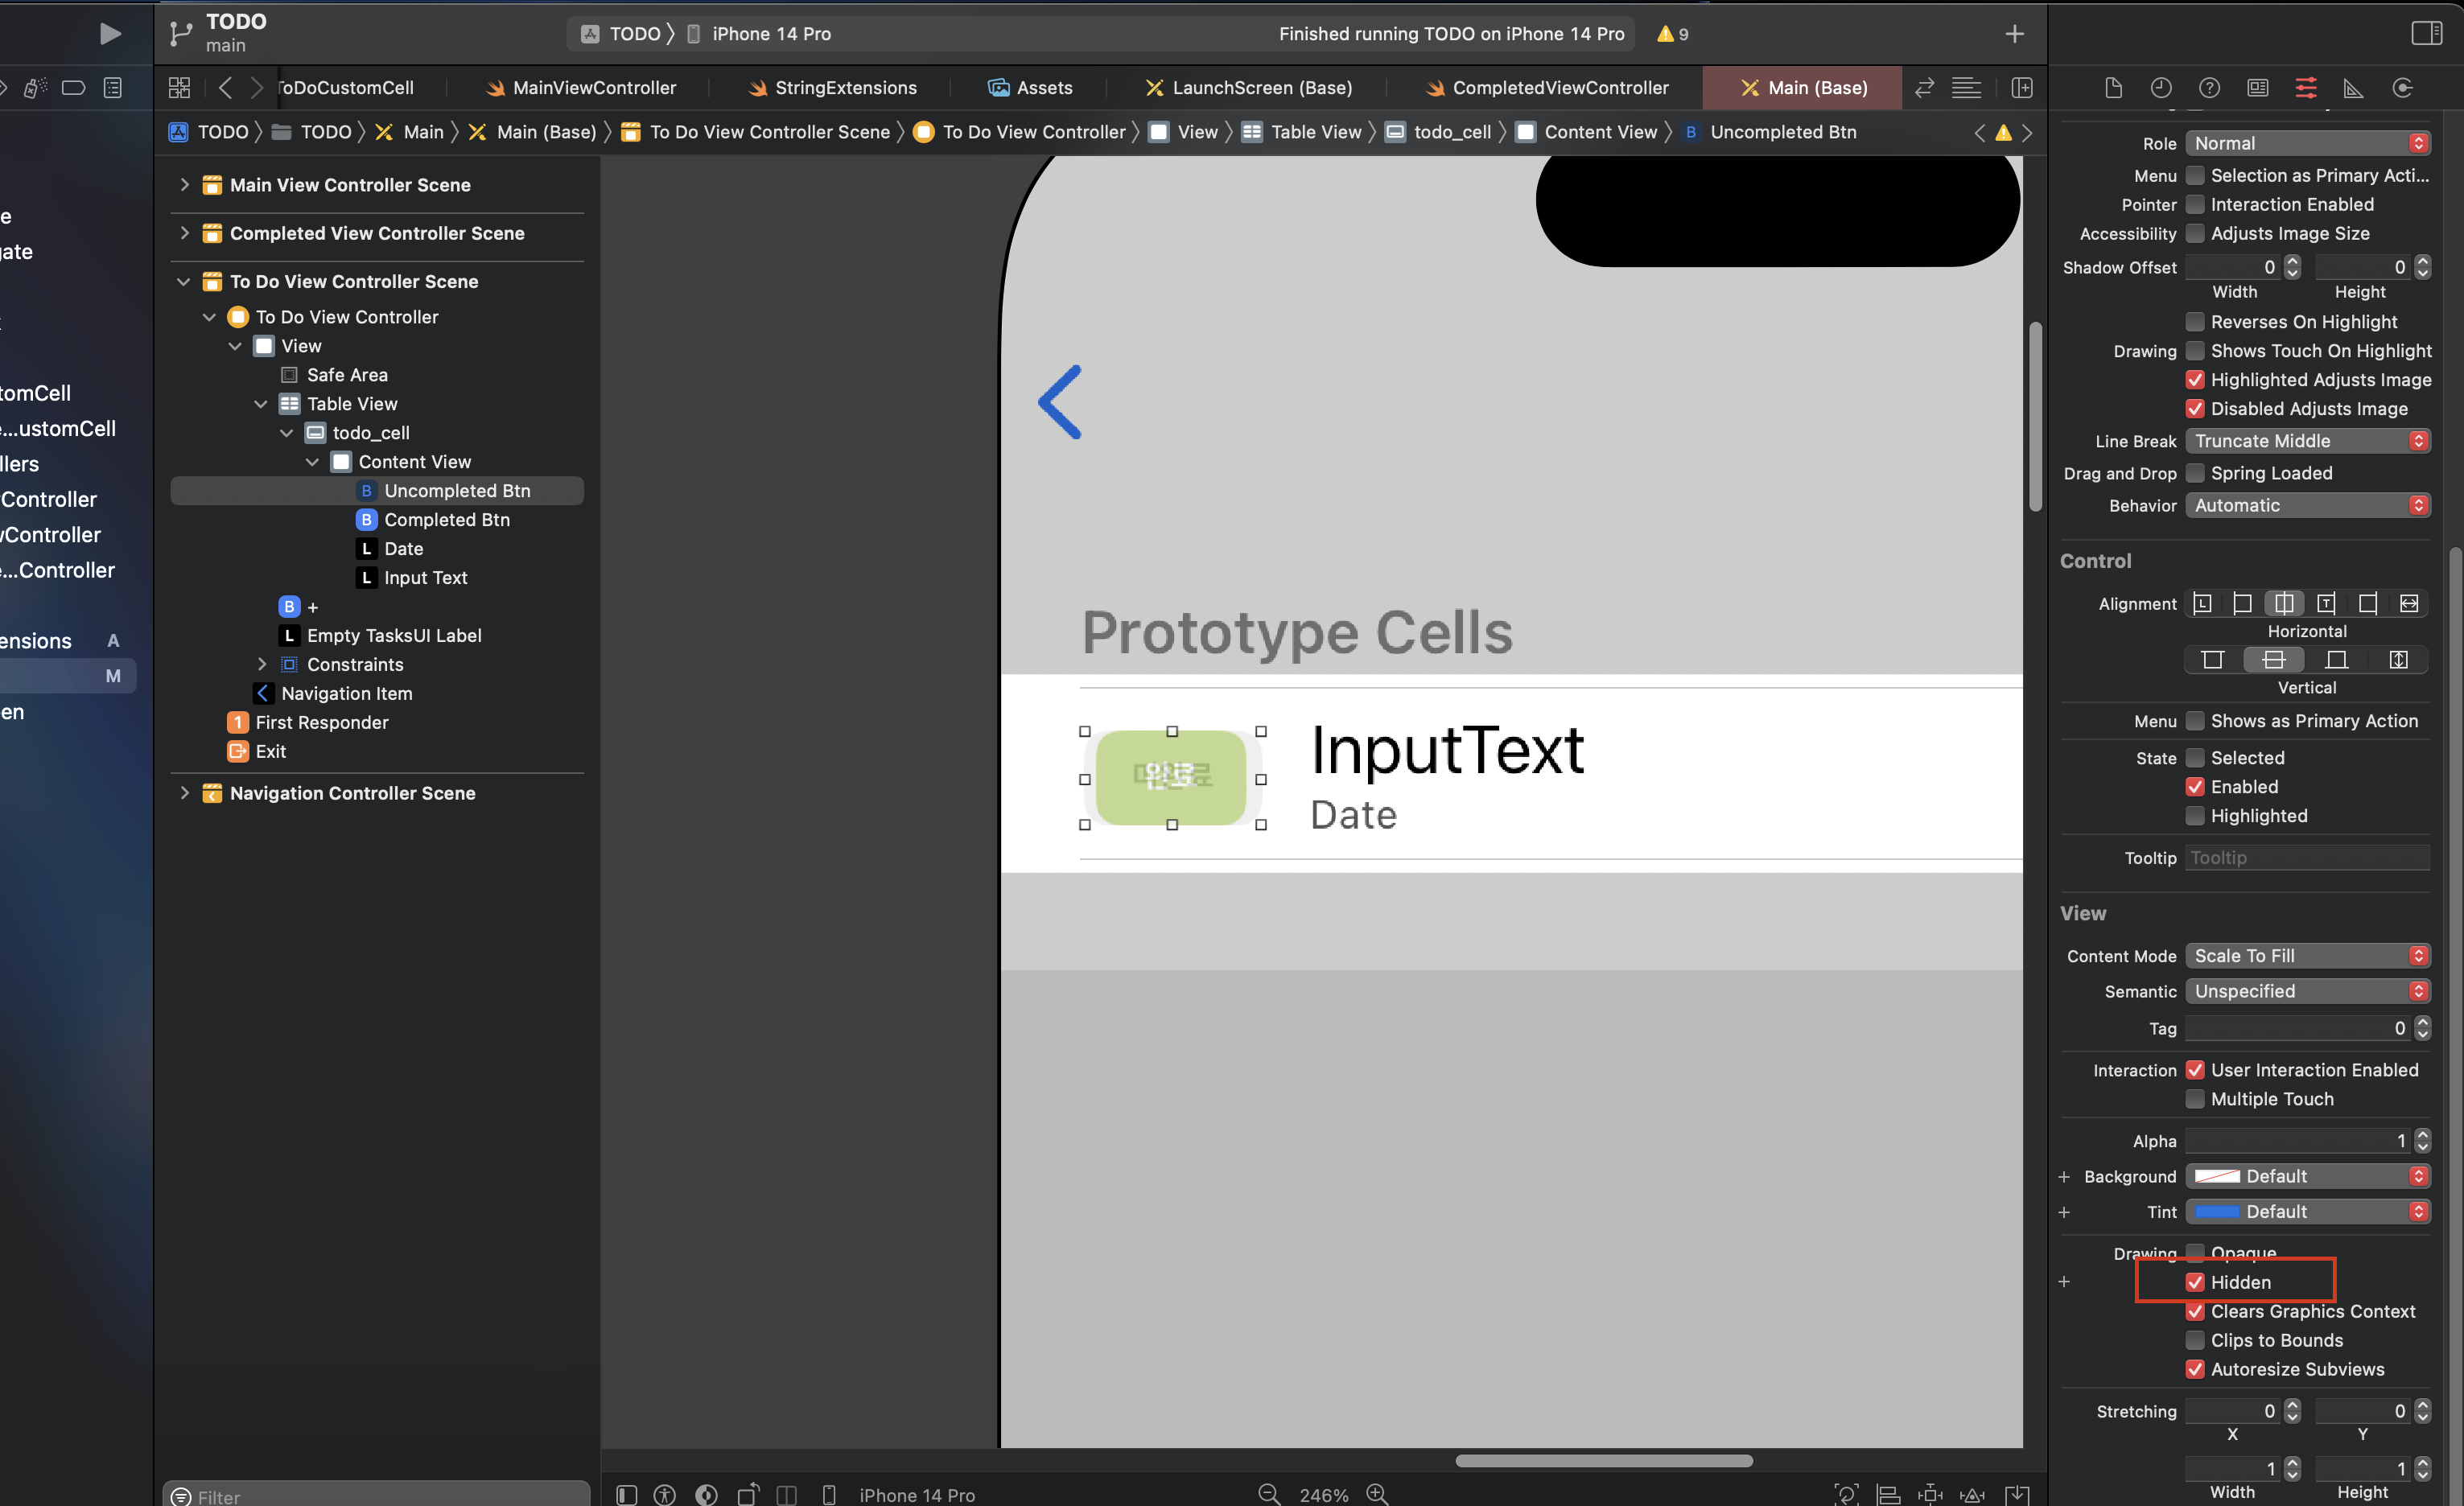 TODO
main
TODO
iPhone 14 Pro
Finished running TODO on iPhone 14 Pro
9
ToDoCustomCell
MainViewController
StringExtensions
Assets
LaunchScreen (Base)
CompletedViewController
Main (Base)
TODO
TODO
Main
Main (Base)
To Do View Controller Scene
To Do View Controller
View
Table View
todo_cell
Content View
B Uncompleted Btn
e
gate
tomCell
e...ustomCell
llers
Controller
vController
e...Controller
ensions A
M
en
Main View Controller Scene
Completed View Controller Scene
To Do View Controller Scene
To Do View Controller
View
Safe Area
Table View
todo_cell
Content View
B Uncompleted Btn
B Completed Btn
L Date
L Input Text
B +
L Empty TasksUI Label
Constraints
Navigation Item
1 First Responder
Exit
Navigation Controller Scene
Filter
Prototype Cells
InputText
Date
iPhone 14 Pro
246%
Role Normal
Menu Selection as Primary Acti...
Pointer Interaction Enabled
Accessibility Adjusts Image Size
Shadow Offset 0 0
Width Height
Reverses On Highlight
Drawing Shows Touch On Highlight
Highlighted Adjusts Image
Disabled Adjusts Image
Line Break Truncate Middle
Drag and Drop Spring Loaded
Behavior Automatic
Control
Alignment
Horizontal
Vertical
Menu Shows as Primary Action
State Selected
Enabled
Highlighted
Tooltip Tooltip
View
Content Mode Scale To Fill
Semantic Unspecified
Tag 0
Interaction User Interaction Enabled
Multiple Touch
Alpha 1
+ Background Default
+ Tint Default
Drawing Opaque
+ Hidden
Clears Graphics Context
Clips to Bounds
Autoresize Subviews
Stretching 0 0
X Y
1 1
Width Height